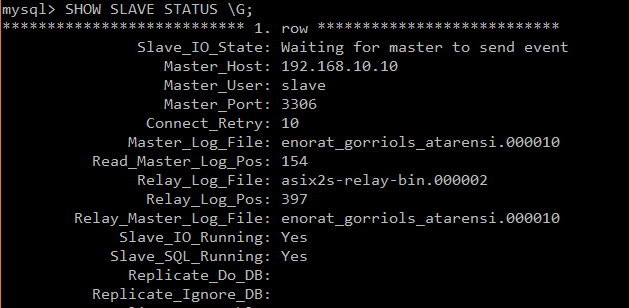 mysql> SHOW SLAVE STATUS \G;
*************************** 1. row ***************************
Slave_IO_State: Waiting for master to send event
Master_Host: 192.168.10.10
Master_User: slave
Master_Port: 3306
Connect_Retry: 10
Master_Log_File: enorat_gorriols_atarensi.000010
Read_Master_Log_Pos: 154
Relay_Log_File: asix2s-relay-bin.000002
Relay_Log_Pos: 397
Relay_Master_Log_File: enorat_gorriols_atarensi.000010
Slave_IO_Running: Yes
Slave_SQL_Running: Yes
Replicate_Do_DB:
Replicate_Ignore_DB: